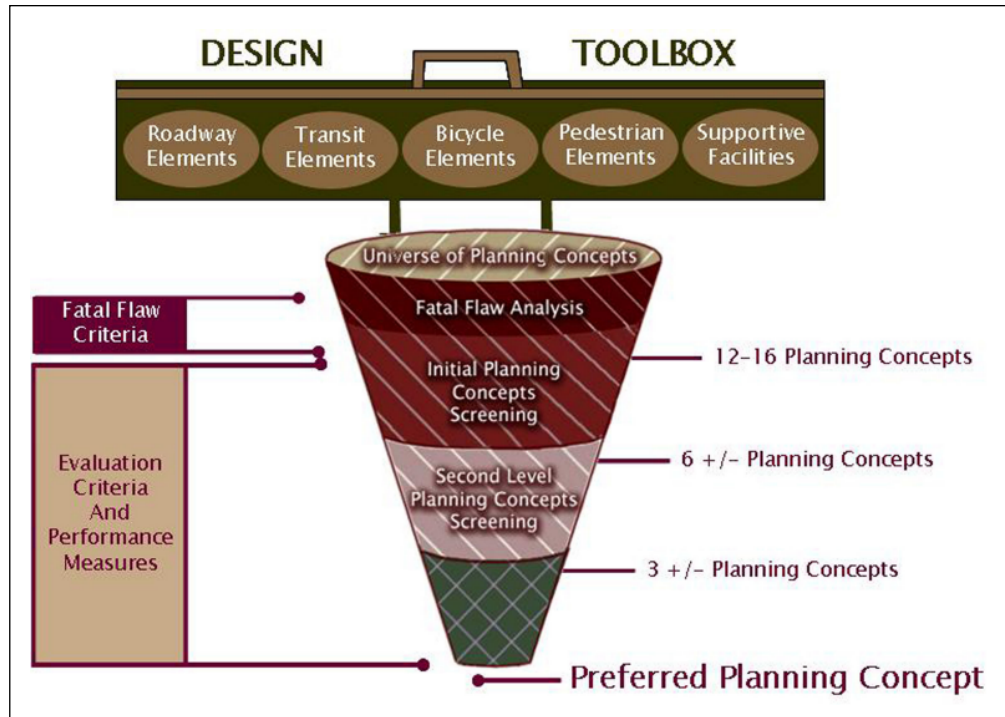 DESIGN TOOLBOX
Roadway
Elements
Transit
Elements
Bicycle
Elements
Pedestrian
Elements
Supportive
Facilities
Universe of Planning Concepts
Fatal Flaw Analysis
Fatal Flaw
Criteria
Initial Planning
Concepts
Screening
12-16 Planning Concepts
Evaluation
Criteria
And
Performance
Measures
Second Level
Planning Concepts
Screening
6 +/- Planning Concepts
3 +/- Planning Concepts
Preferred Planning Concept